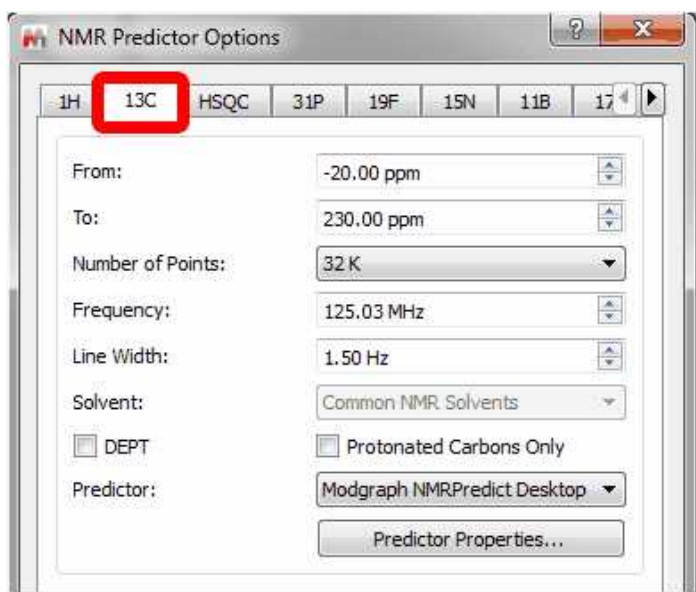 NMR Predictor Options
1H 13C HSQC 31P 19F 15N 11B 17
From: -20.00 ppm
To: 230.00 ppm
Number of Points: 32 K
Frequency: 125.03 MHz
Line Width: 1.50 Hz
Solvent: Common NMR Solvents
DEPT Protonated Carbons Only
Predictor: Modgraph NMRPredict Desktop
Predictor Properties...